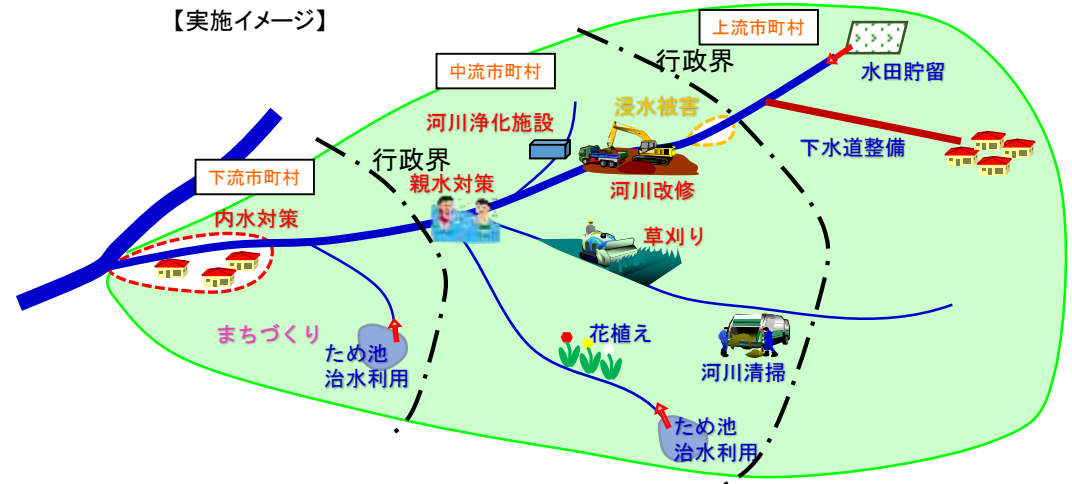 【実施イメージ】
上流市町村
行政界
水田貯留
中流市町村
浸水被害
河川浄化施設
下水道整備
行政界
下流市町村
親水対策
河川改修
内水対策
草刈り
まちづくり
花植え
ため池
治水利用
河川清掃
ため池
治水利用